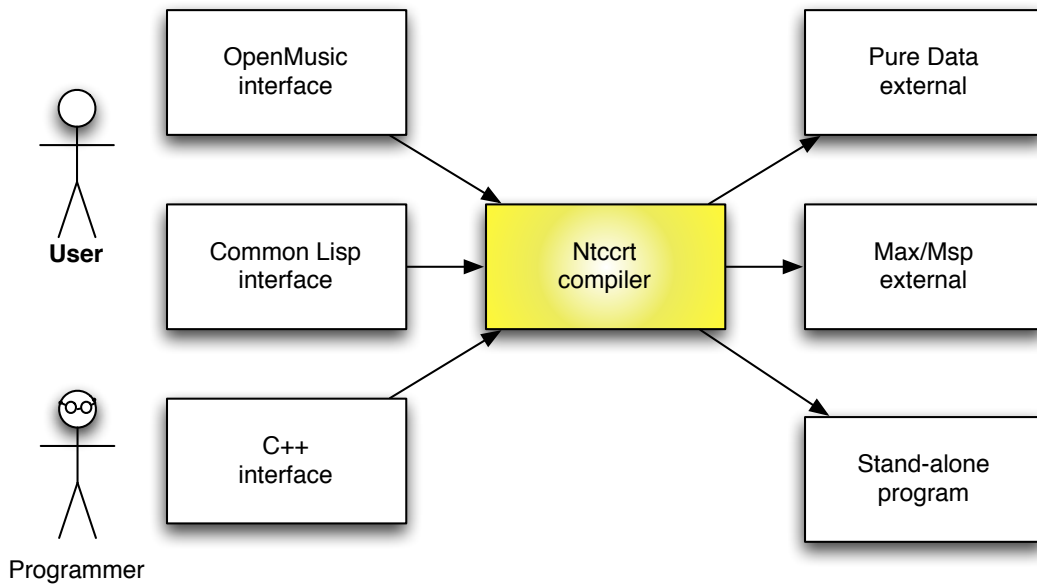 OpenMusic
interface
Pure Data
external
User
Common Lisp
interface
Ntccrt
compiler
Max/Msp
external
C++
interface
Stand-alone
program
Programmer